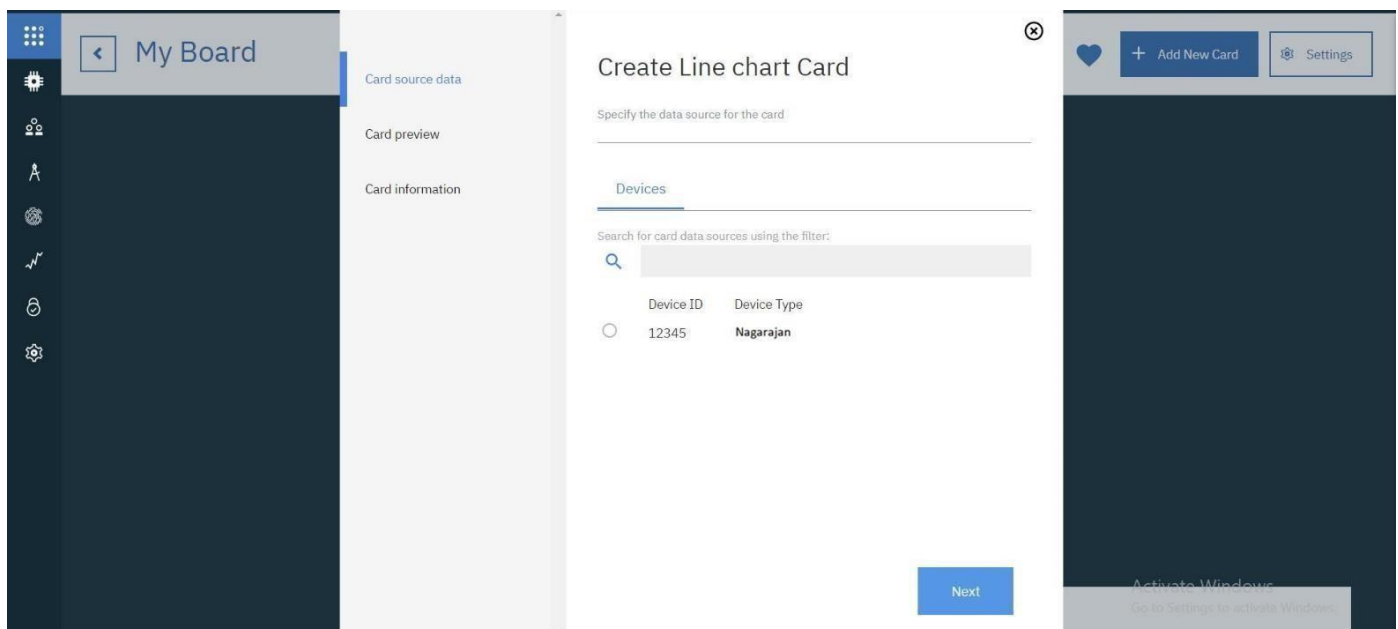 My Board
Card source data
Card preview
Card information
Create Line chart Card
Specify the data source for the card
Devices
Search for card data sources using the filter:
Device ID Device Type
12345 Nagarajan
Next
+ Add New Card
Settings
Activate Windows
Go to Settings to activate Windows.